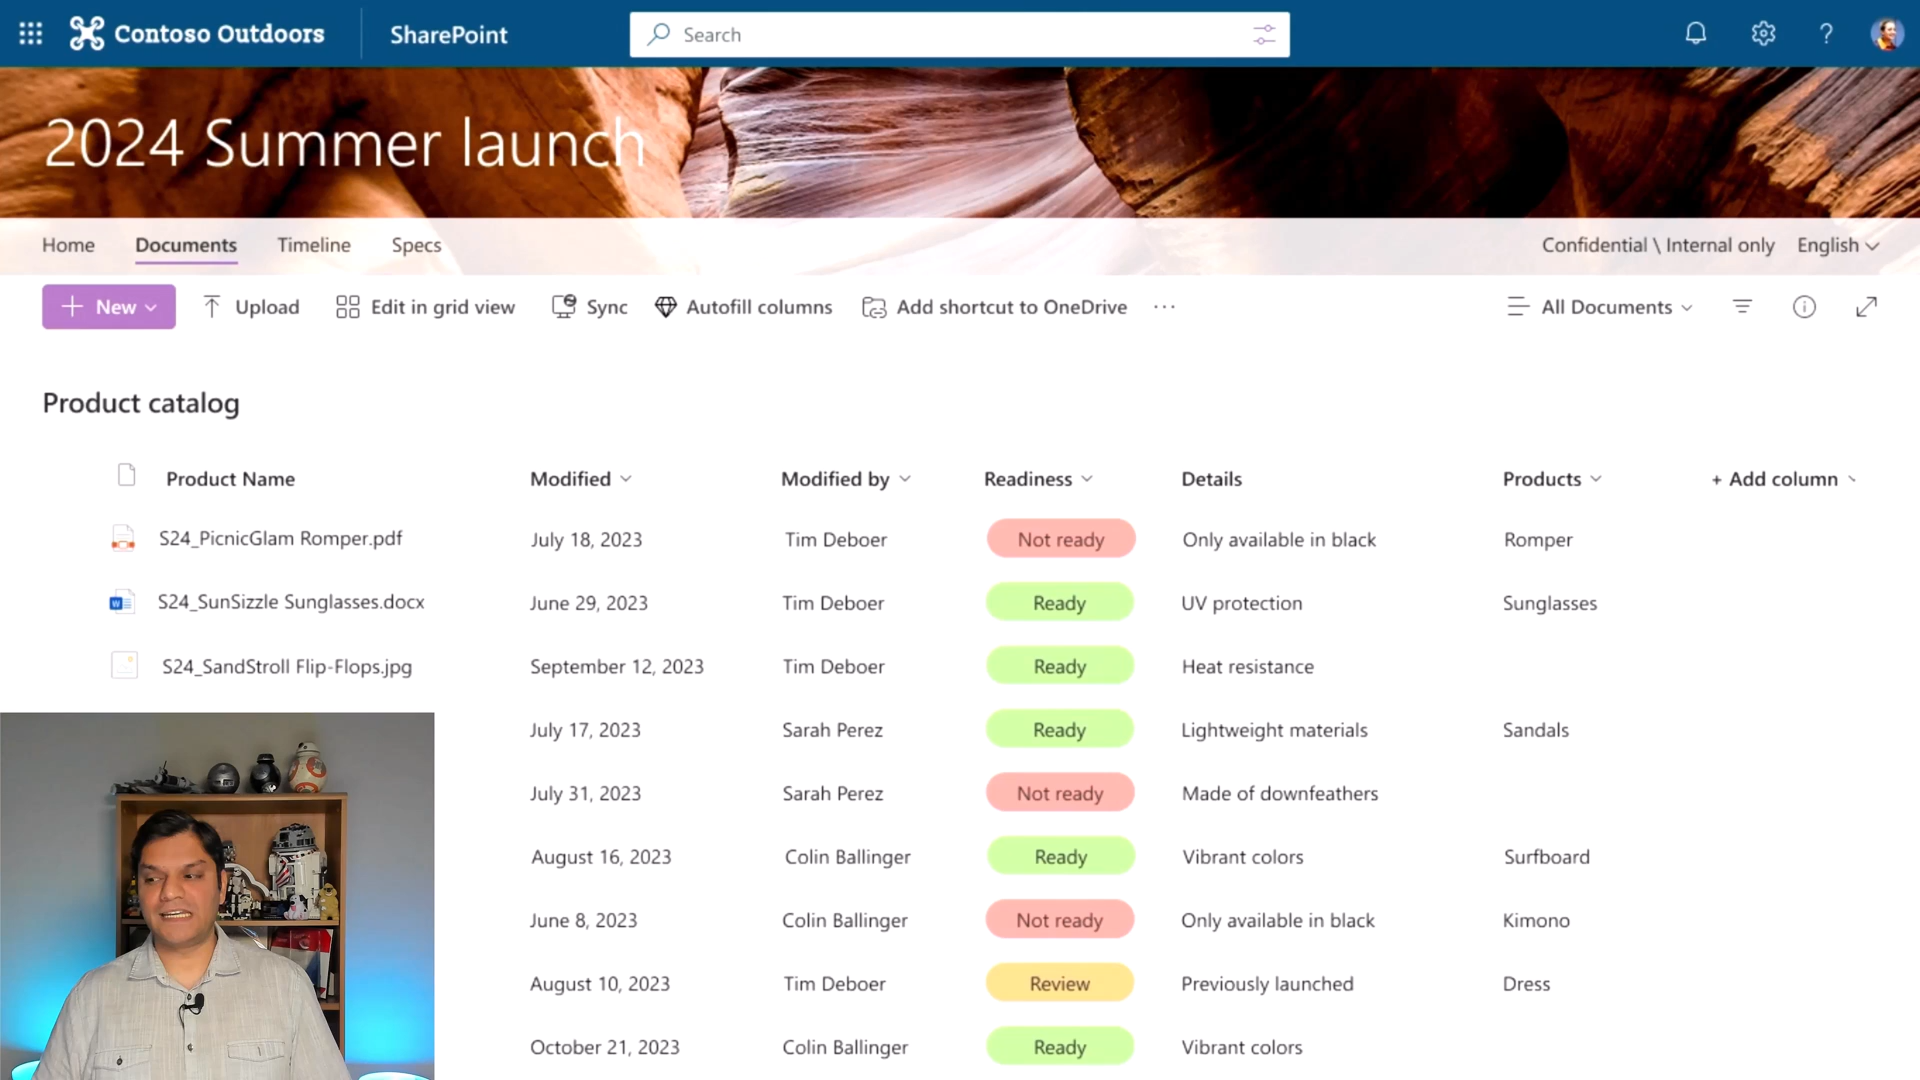 Contoso Outdoors SharePoint Search
2024 Summer launch
Home Documents Timeline Specs Confidential \ Internal only English
+ New Upload Edit in grid view Sync Autofill columns Add shortcut to OneDrive ··· All Documents
Product catalog
Product Name Modified Modified by Readiness Details Products + Add column
S24_PicnicGlam Romper.pdf July 18, 2023 Tim Deboer Not ready Only available in black Romper
S24_SunSizzle Sunglasses.docx June 29, 2023 Tim Deboer Ready UV protection Sunglasses
S24_SandStroll Flip-Flops.jpg September 12, 2023 Tim Deboer Ready Heat resistance
July 17, 2023 Sarah Perez Ready Lightweight materials Sandals
July 31, 2023 Sarah Perez Not ready Made of downfeathers
August 16, 2023 Colin Ballinger Ready Vibrant colors Surfboard
June 8, 2023 Colin Ballinger Not ready Only available in black Kimono
August 10, 2023 Tim Deboer Review Previously launched Dress
October 21, 2023 Colin Ballinger Ready Vibrant colors